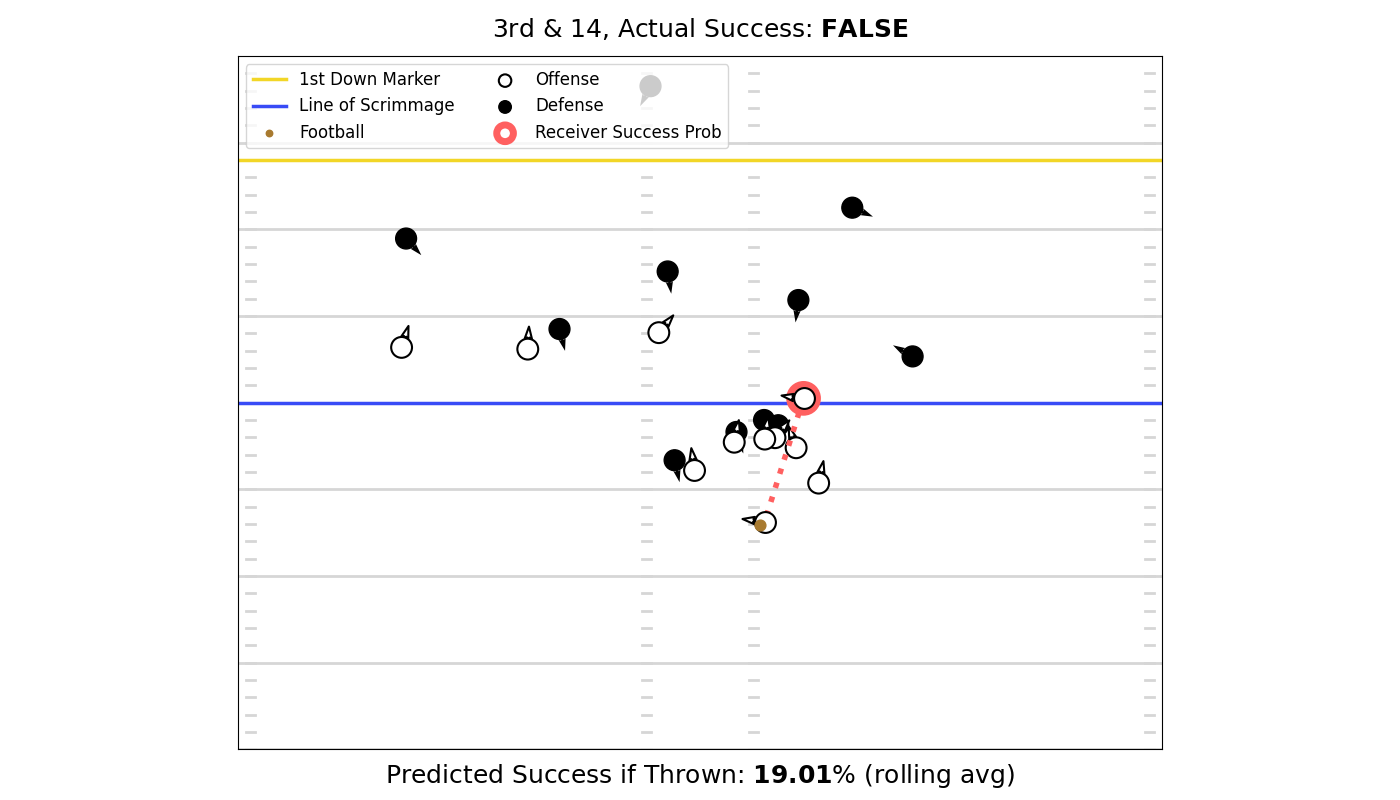 3rd & 14, Actual Success: FALSE
1st Down Marker
Line of Scrimmage
Football
Offense
Defense
Receiver Success Prob
Predicted Success if Thrown: 19.01% (rolling avg)